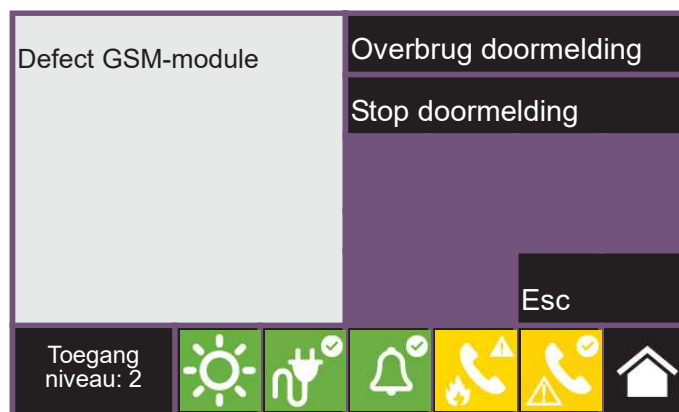 Defect GSM-module
Overbrug doormelding
Stop doormelding
Esc
Toegang
niveau: 2